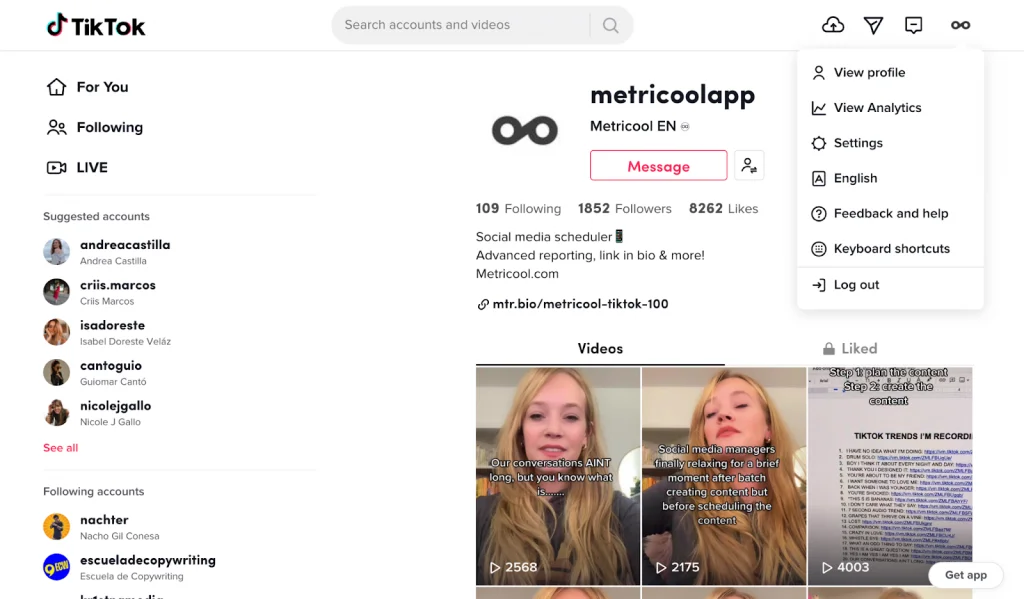 TikTok
Search accounts and videos
View profile
View Analytics
Settings
English
Feedback and help
Keyboard shortcuts
Log out
For You
Following
LIVE
Suggested accounts
andreacastilla
Andrea Castilla
criis.marcos
Criis Marcos
isadoreste
Isabel Doreste Veláz
cantoguio
Guiomar Cantó
nicolejgallo
Nicole J Gallo
See all
Following accounts
nachter
Nacho Gil Conesa
escueladecopywriting
Escuela de Copywriting
metricoolapp
Metricool EN
Message
109 Following 1852 Followers 8262 Likes
Social media scheduler
Advanced reporting, link in bio & more!
Metricool.com
mtr.bio/metricool-tiktok-100
Videos
Liked
Our conversations AINT
long, but you know what
is.......
2568
Social media managers
finally relaxing for a brief
moment after batch
creating content but
before scheduling the
content
2175
Step 1: plan the content
Step 2: create the
content
TIKTOK TRENDS I'M RECORDI
4003
Get app